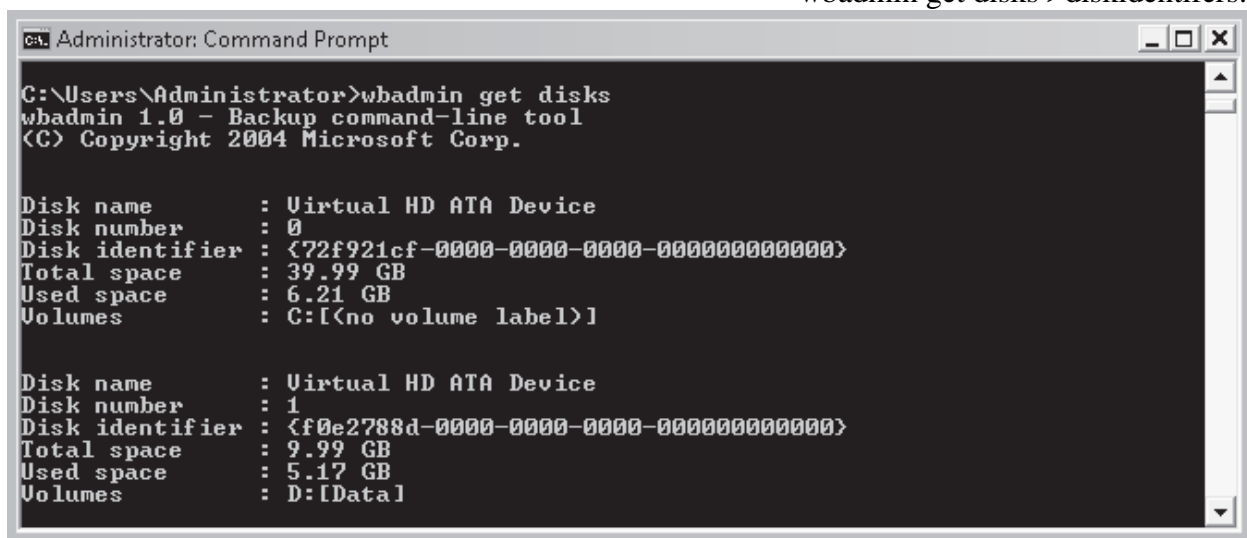 wbadmin get disks > diskidentifers.
Administrator: Command Prompt
C:\Users\Administrator>wbadmin get disks
wbadmin 1.0 - Backup command-line tool
(C) Copyright 2004 Microsoft Corp.
Disk name : Virtual HD ATA Device
Disk number : 0
Disk identifier : {72f921cf-0000-0000-0000-000000000000}
Total space : 39.99 GB
Used space : 6.21 GB
Volumes : C:[(no volume label)]
Disk name : Virtual HD ATA Device
Disk number : 1
Disk identifier : {f0e2788d-0000-0000-0000-000000000000}
Total space : 9.99 GB
Used space : 5.17 GB
Volumes : D:[Data]